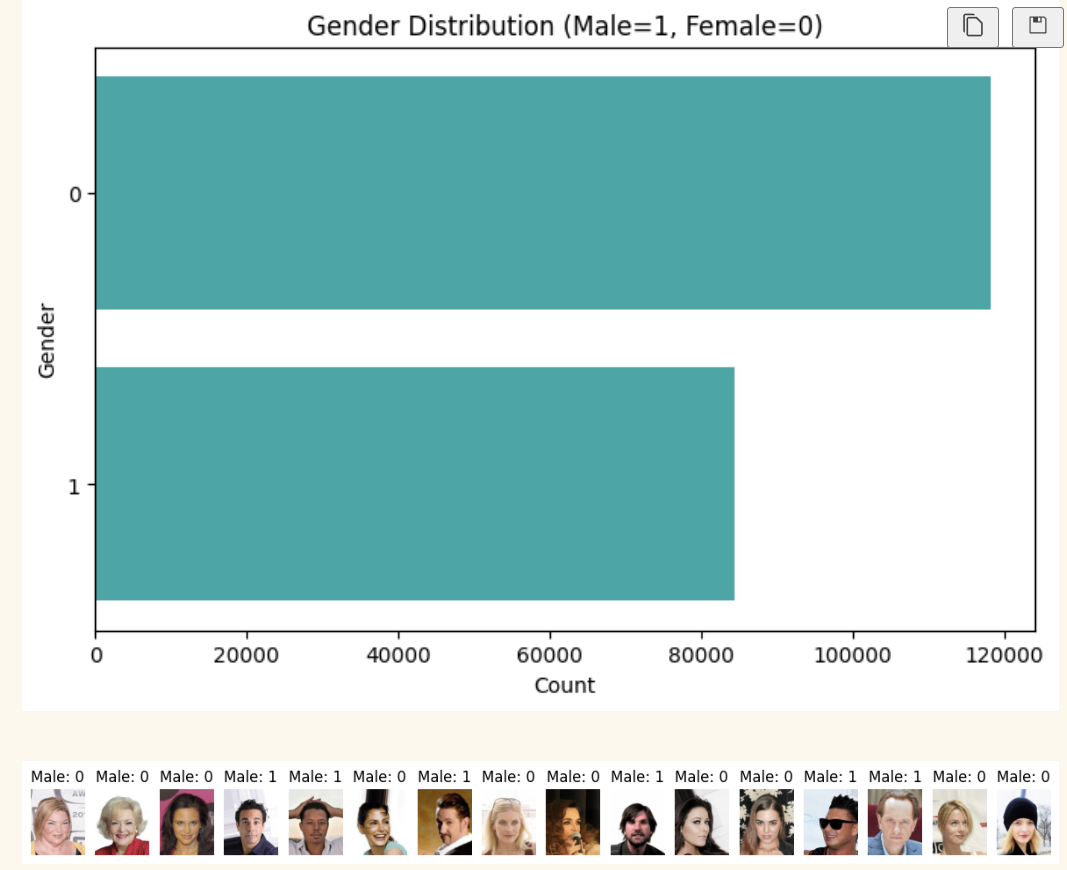 Gender Distribution (Male=1, Female=0)
0
Gender
1
0 20000 40000 60000 80000 100000 120000
Count
Male: 0 Male: 0 Male: 0 Male: 1 Male: 1 Male: 0 Male: 1 Male: 0 Male: 0 Male: 1 Male: 0 Male: 0 Male: 1 Male: 1 Male: 0 Male: 0